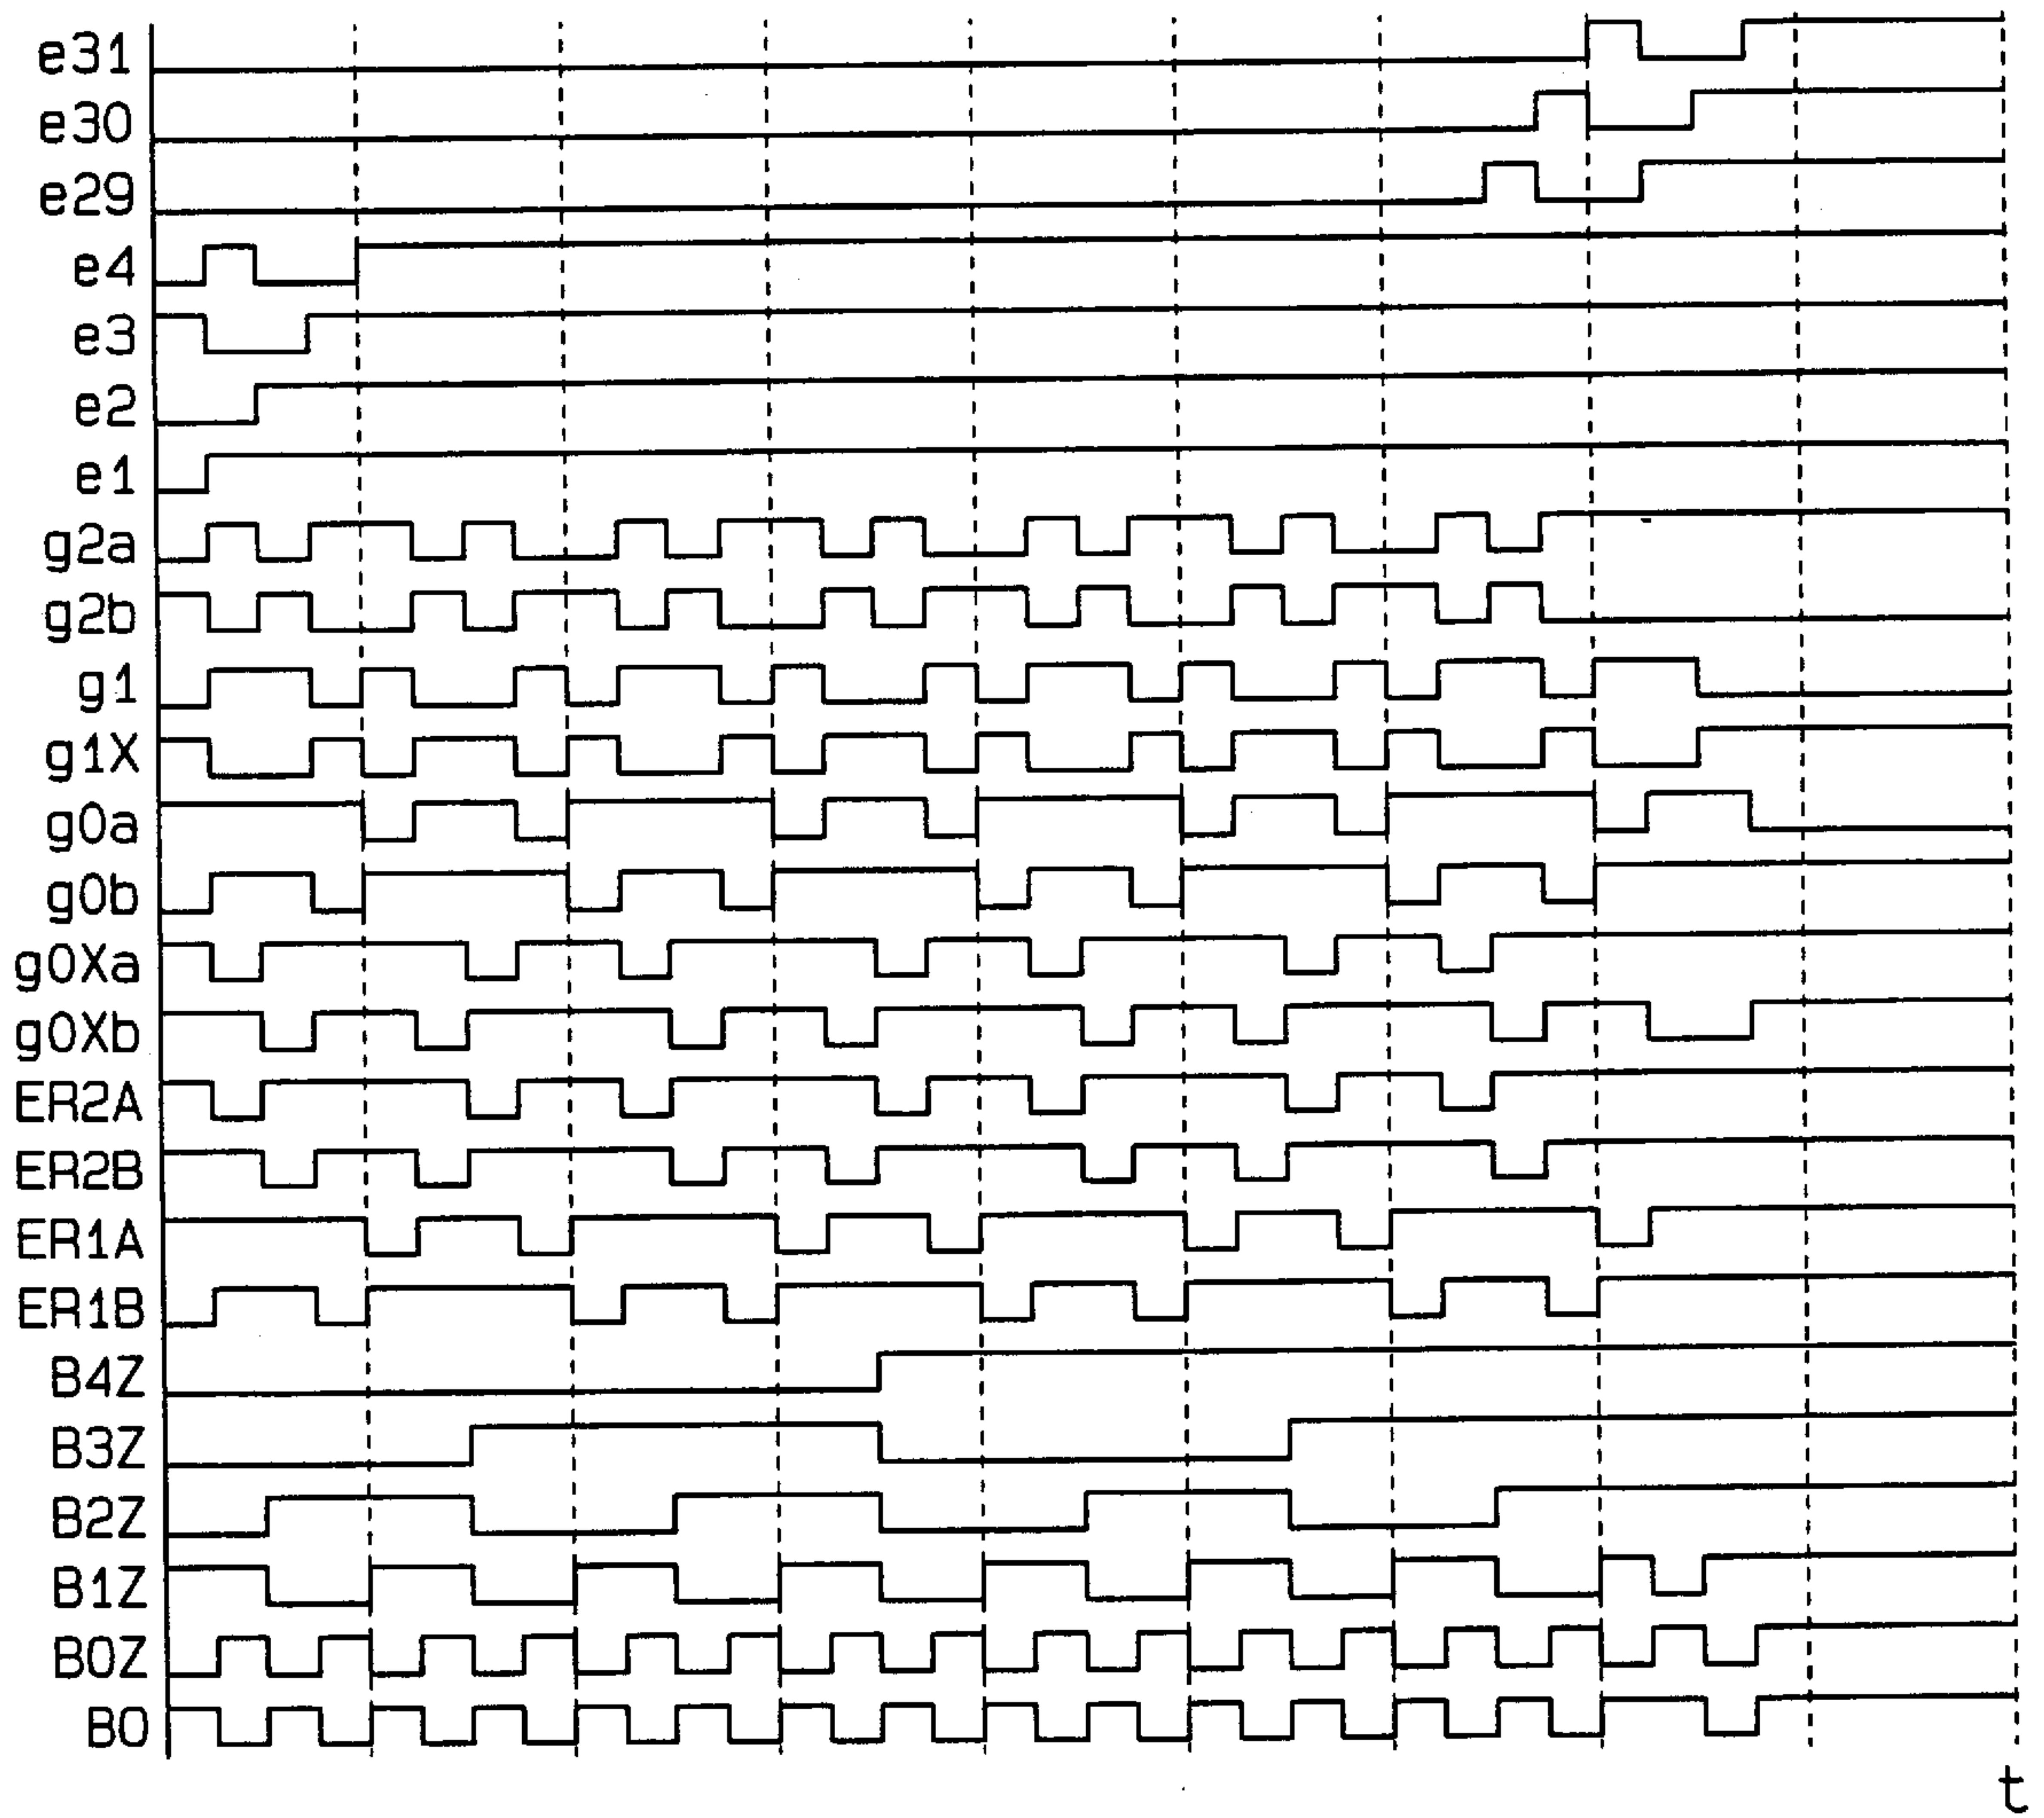 e31
e30
e29
e4
e3
e2
e1
g2a
g2b
g1
g1X
g0a
g0b
g0Xa
g0Xb
ER2A
ER2B
ER1A
ER1B
B4Z
B3Z
B2Z
B1Z
B0Z
B0
t